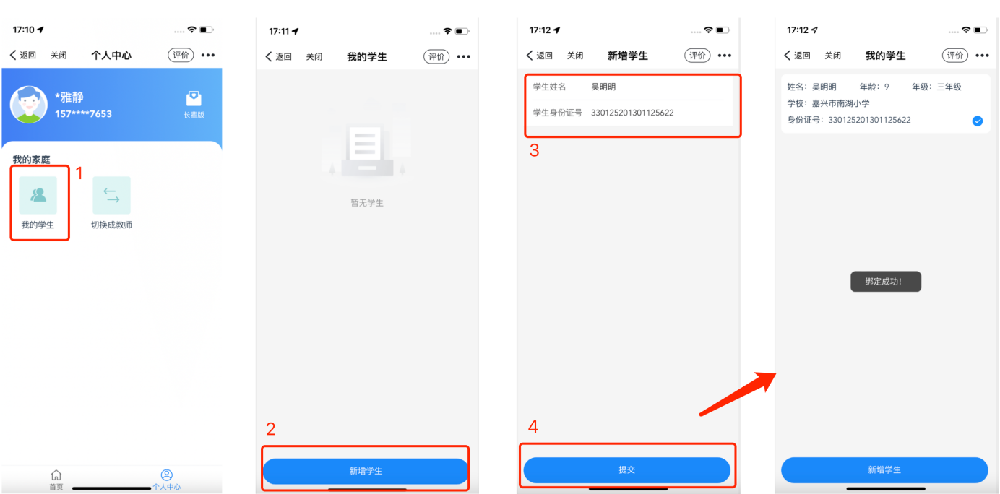 17:10
返回 关闭 个人中心 评价
*雅静
157****7653
长辈版
我的家庭
1
我的学生 切换成教师
首页 个人中心
17:11
返回 关闭 我的学生 评价
暂无学生
2
新增学生
17:12
返回 关闭 新增学生 评价
学生姓名 吴明明
学生身份证号 330125201301125622
3
4
提交
17:12
返回 关闭 我的学生 评价
姓名：吴明明 年龄：9 年级：三年级
学校：嘉兴市南湖小学
身份证号：330125201301125622
绑定成功！
新增学生